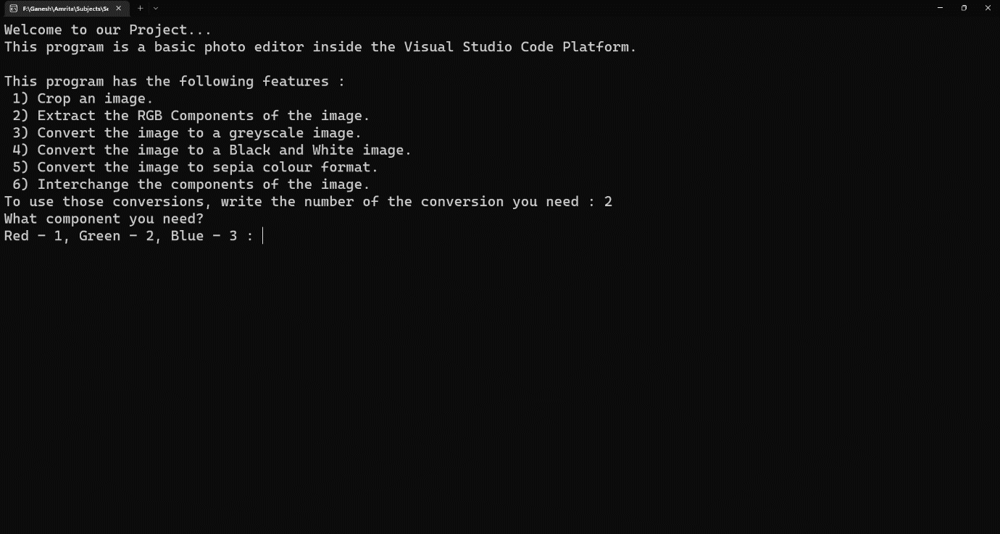 F:\Ganesh\Amrita\Subjects\Se
Welcome to our Project...
This program is a basic photo editor inside the Visual Studio Code Platform.
This program has the following features :
1) Crop an image.
2) Extract the RGB Components of the image.
3) Convert the image to a greyscale image.
4) Convert the image to a Black and White image.
5) Convert the image to sepia colour format.
6) Interchange the components of the image.
To use those conversions, write the number of the conversion you need : 2
What component you need?
Red - 1, Green - 2, Blue - 3 :